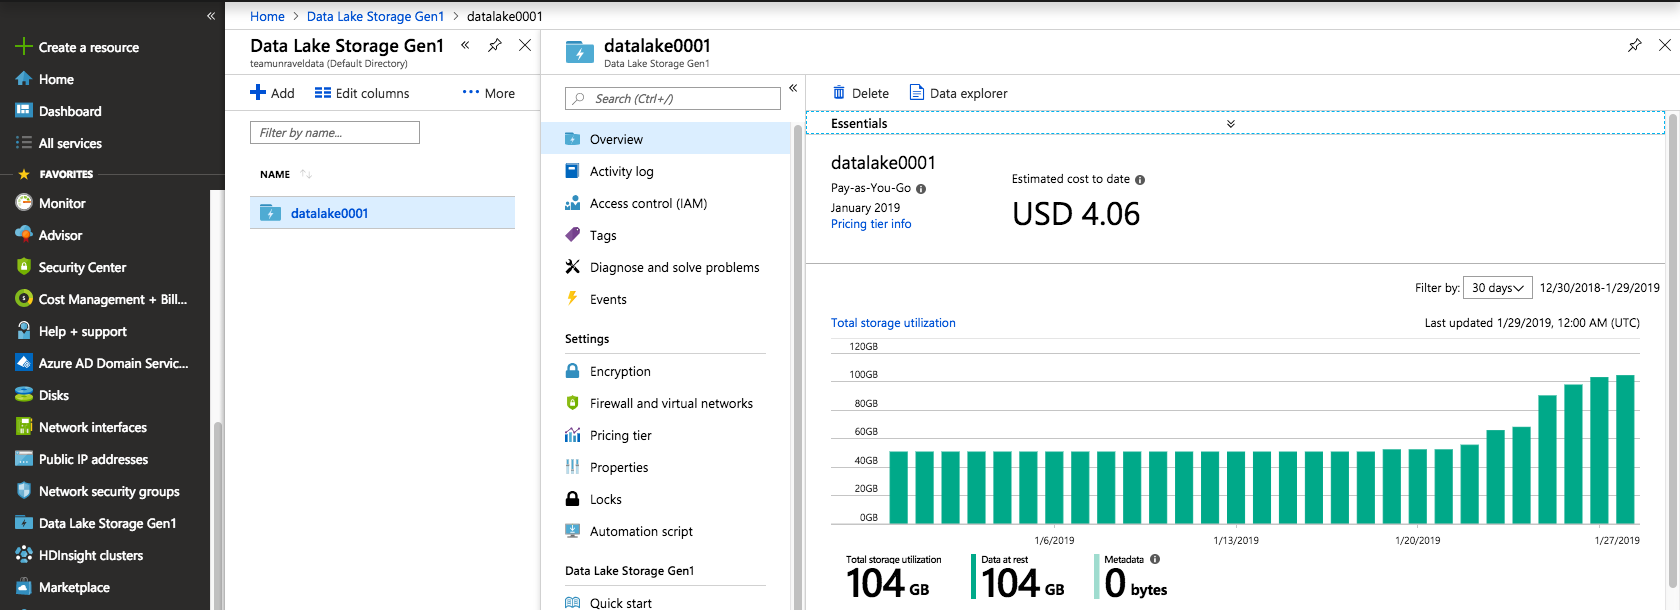 Home > Data Lake Storage Gen1 > datalake0001
«
Create a resource
Home
Dashboard
All services
FAVORITES
Monitor
Advisor
Security Center
Cost Management + Bill...
Help + support
Azure AD Domain Servic...
Disks
Network interfaces
Public IP addresses
Network security groups
Data Lake Storage Gen1
HDInsight clusters
Marketplace
Data Lake Storage Gen1 «
teamunraveldata (Default Directory)
Add Edit columns ··· More
Filter by name...
NAME
datalake0001
datalake0001
Data Lake Storage Gen1
Search (Ctrl+/) «
Overview
Activity log
Access control (IAM)
Tags
Diagnose and solve problems
Events
Settings
Encryption
Firewall and virtual networks
Pricing tier
Properties
Locks
Automation script
Data Lake Storage Gen1
Quick start
Delete Data explorer
Essentials
datalake0001
Pay-as-You-Go
January 2019
Pricing tier info
Estimated cost to date
USD 4.06
Filter by: 30 days 12/30/2018-1/29/2019
Total storage utilization Last updated 1/29/2019, 12:00 AM (UTC)
120GB
100GB
80GB
60GB
40GB
20GB
0GB
1/6/2019 1/13/2019 1/20/2019 1/27/2019
Total storage utilization
104 GB
Data at rest
104 GB
Metadata
0 bytes